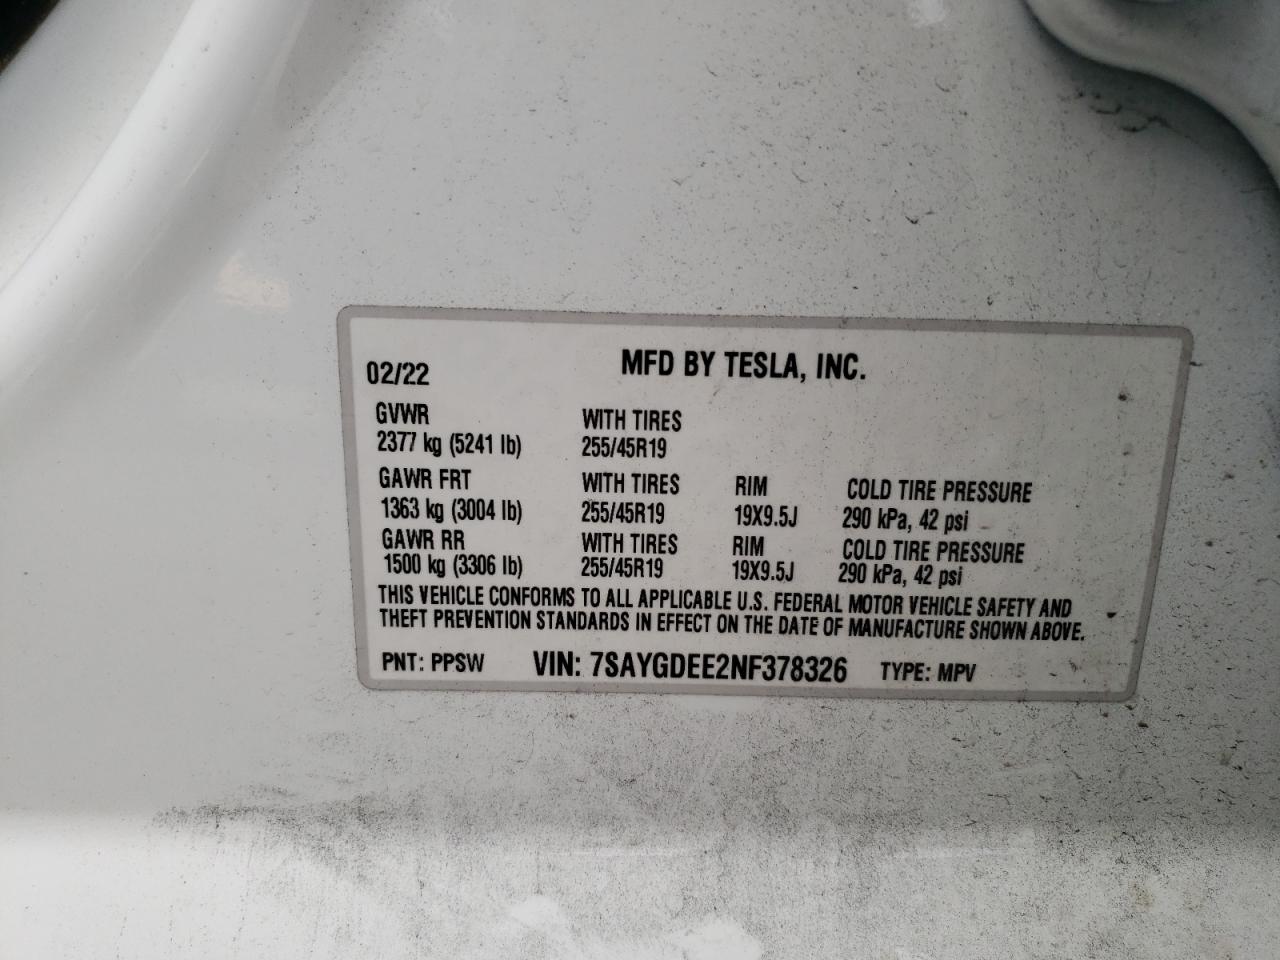 02/22 MFD BY TESLA, INC.
GVWR WITH TIRES
2377 kg (5241 lb) 255/45R19
GAWR FRT WITH TIRES RIM COLD TIRE PRESSURE
1363 kg (3004 lb) 255/45R19 19X9.5J 290 kPa, 42 psi
GAWR RR WITH TIRES RIM COLD TIRE PRESSURE
1500 kg (3306 lb) 255/45R19 19X9.5J 290 kPa, 42 psi
THIS VEHICLE CONFORMS TO ALL APPLICABLE U.S. FEDERAL MOTOR VEHICLE SAFETY AND
THEFT PREVENTION STANDARDS IN EFFECT ON THE DATE OF MANUFACTURE SHOWN ABOVE.
PNT: PPSW VIN: 7SAYGDEE2NF378326 TYPE: MPV